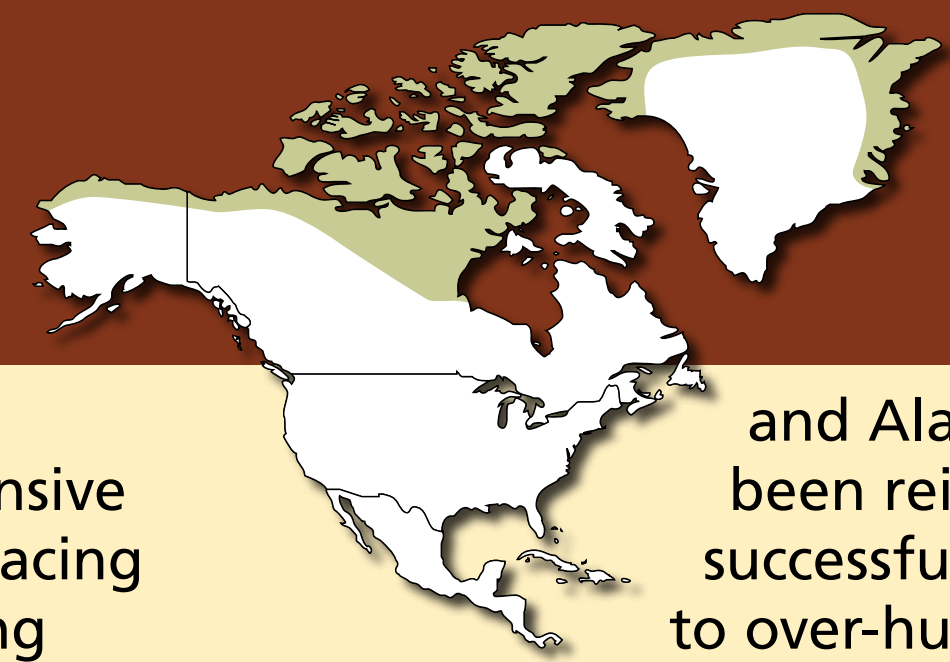 nsive
acing
ng
and Ala
been rei
successfu
to over-hu